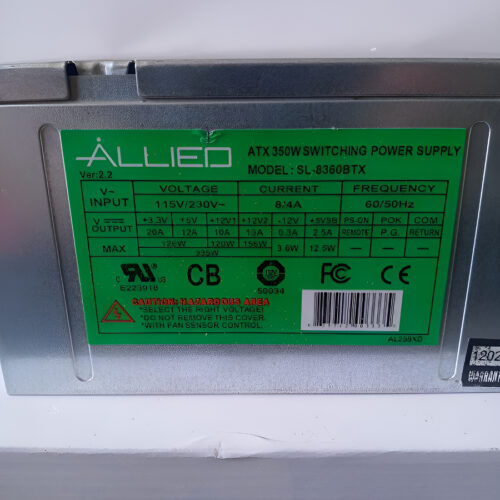 ALLIED
Ver:2.2
ATX 350W SWITCHING POWER SUPPLY
MODEL : SL-8360BTX
V~ INPUT VOLTAGE CURRENT FREQUENCY
115V/230V~ 8/4A 60/50Hz
V OUTPUT +3.3V +5V +12V1 +12V2 -12V +5VSB PS-ON POK COM
20A 12A 10A 13A 0.3A 2.5A REMOTE P.G. RETURN
MAX 126W 120W 156W 3.6W 12.5W
335W
E223918
CB
50034
FC CE
CAUTION: HAZARDOUS AREA
*SELECT THE RIGHT VOLTAGE!
*DO NOT REMOVE THIS COVER.
*WITH FAN SENSOR CONTROL.
1202
WARRAN